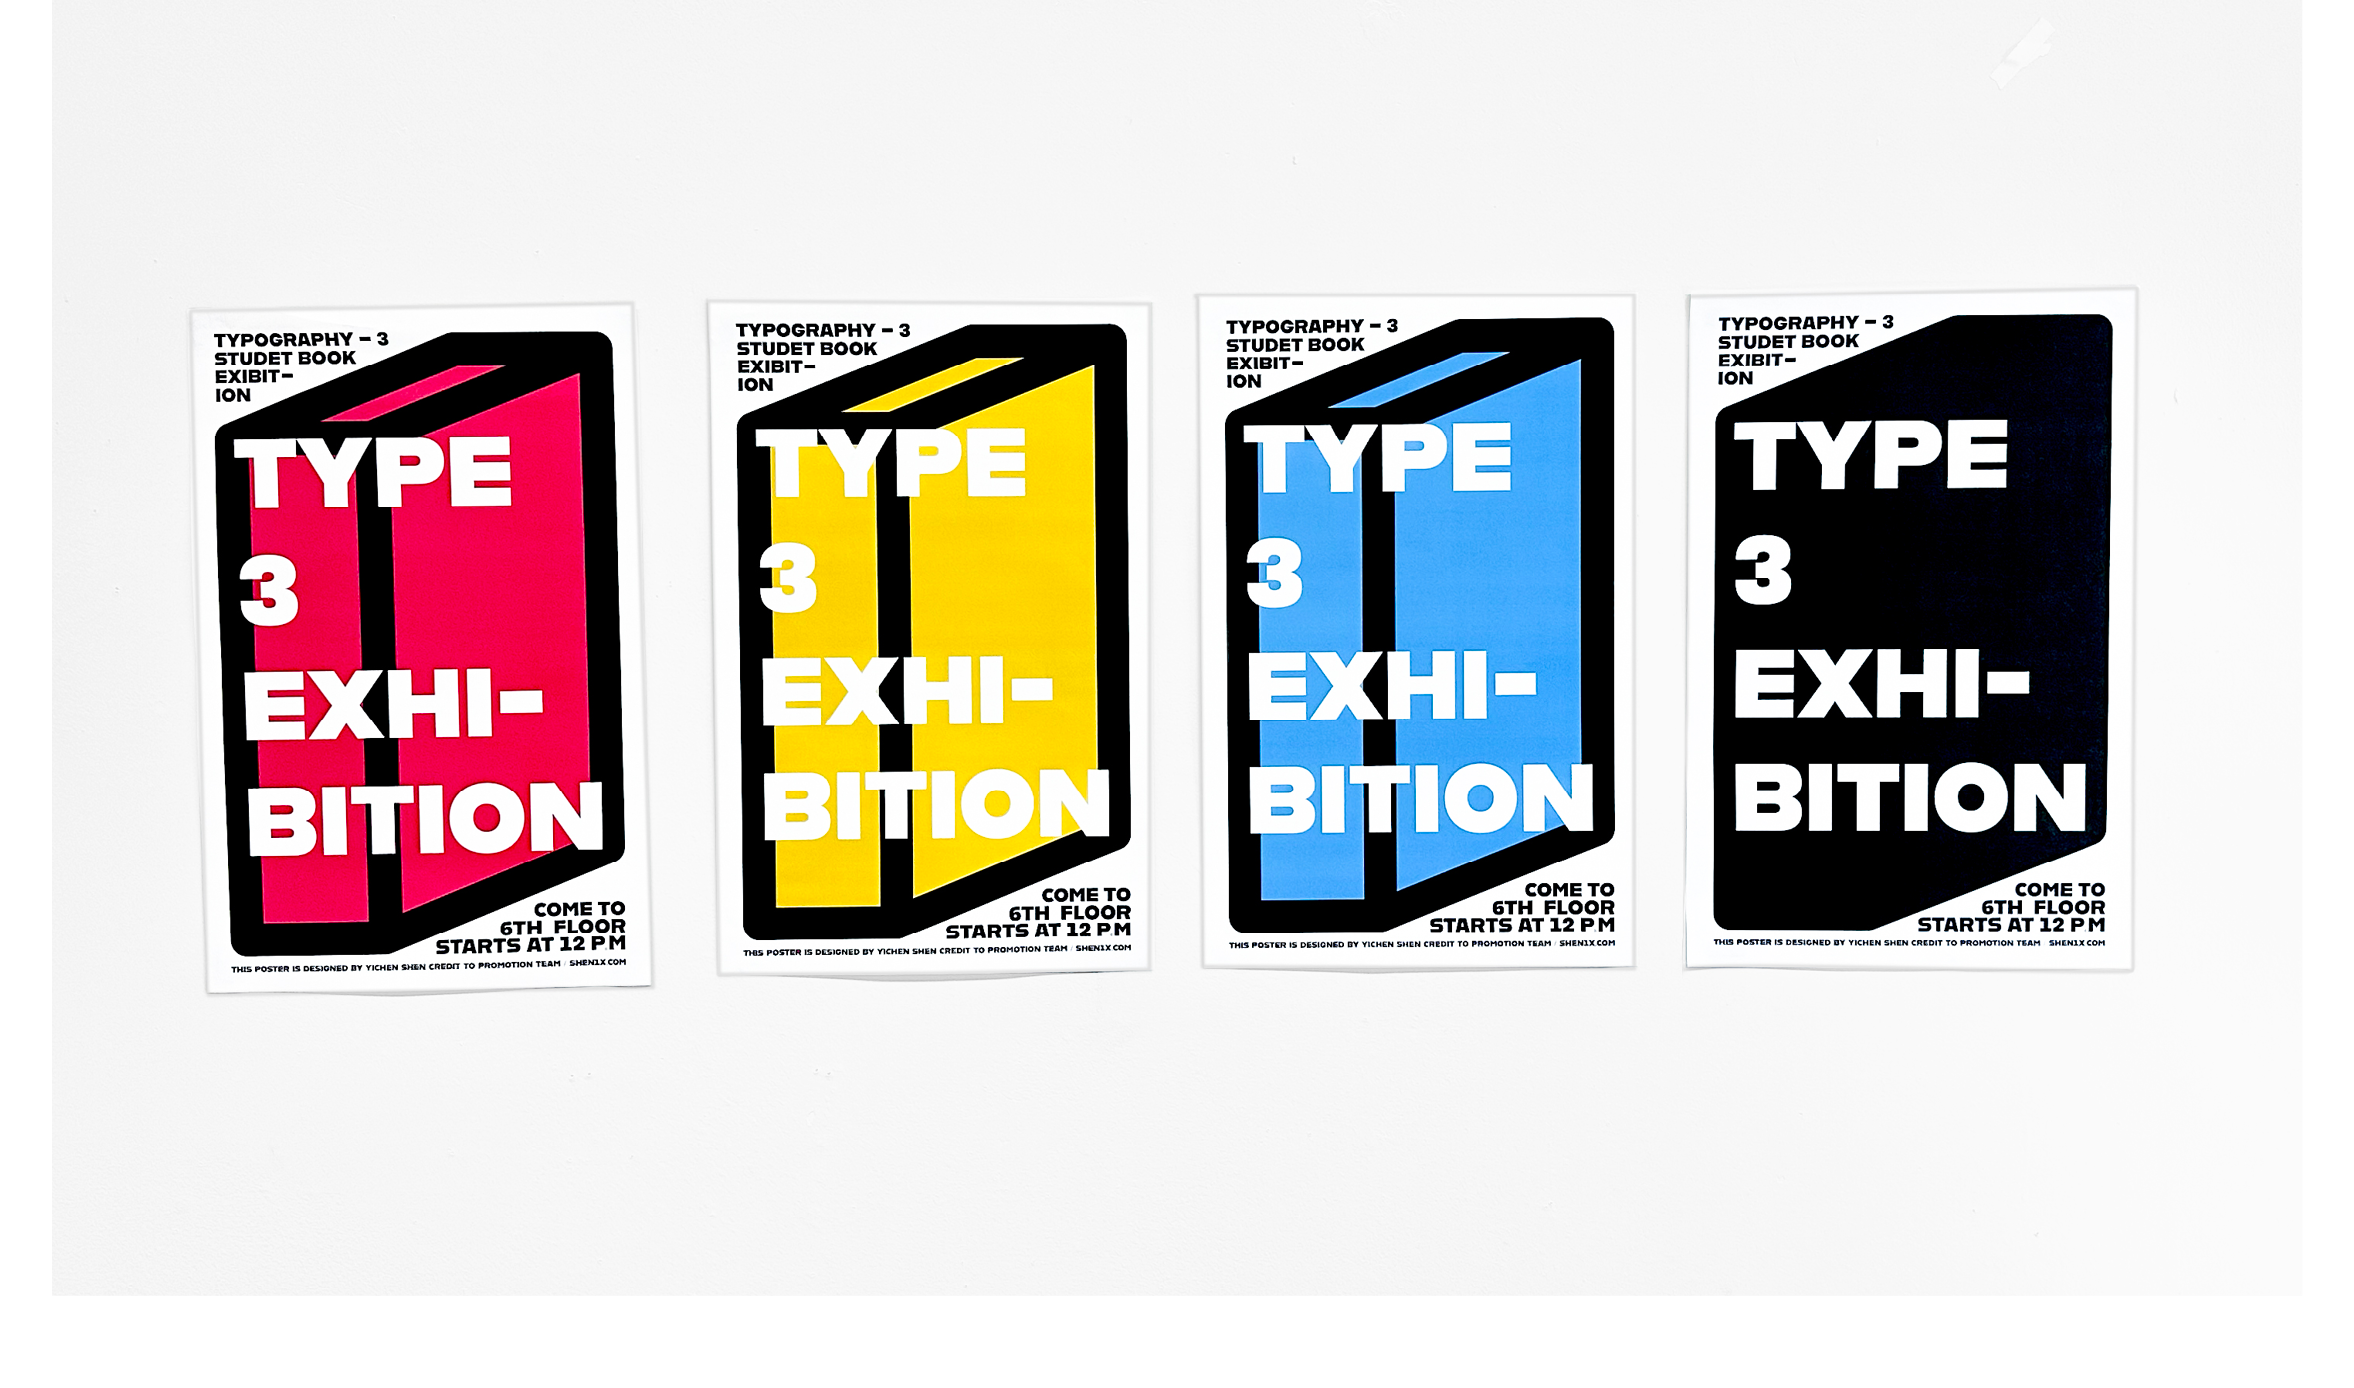 TYPOGRAPHY – 3
STUDET BOOK
EXIBIT–
ION
TYPE
3
EXHI-
BITION
COME TO
6TH FLOOR
STARTS AT 12 P.M
THIS POSTER IS DESIGNED BY YICHEN SHEN CREDIT TO PROMOTION TEAM / SHEN1X.COM
TYPOGRAPHY – 3
STUDET BOOK
EXIBIT–
ION
TYPE
3
EXHI-
BITION
COME TO
6TH FLOOR
STARTS AT 12 P.M
THIS POSTER IS DESIGNED BY YICHEN SHEN CREDIT TO PROMOTION TEAM / SHEN1X.COM
TYPOGRAPHY – 3
STUDET BOOK
EXIBIT–
ION
TYPE
3
EXHI-
BITION
COME TO
6TH FLOOR
STARTS AT 12 P.M
THIS POSTER IS DESIGNED BY YICHEN SHEN CREDIT TO PROMOTION TEAM / SHEN1X.COM
TYPOGRAPHY – 3
STUDET BOOK
EXIBIT–
ION
TYPE
3
EXHI-
BITION
COME TO
6TH FLOOR
STARTS AT 12 P.M
THIS POSTER IS DESIGNED BY YICHEN SHEN CREDIT TO PROMOTION TEAM SHEN1X.COM